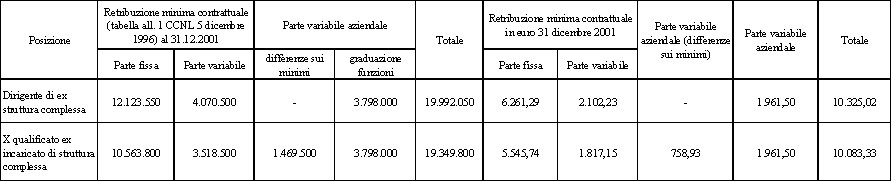 Posizione
Retribuzione minima contrattuale
(tabella all. 1 CCNL 5 dicembre
1996) al 31.12.2001
Parte variabile aziendale
Totale
Retribuzione minima contrattuale
in euro 31 dicembre 2001
Parte variabile
aziendale (differenze
sui minimi)
Parte variabile
aziendale
Totale
Parte fissa
Parte variabile
differenze sui
minimi
graduazione
funzioni
Parte fissa
Parte variabile
Dirigente di ex
struttura complessa
12.123.550
4.070.500
-
3.798.000
19.992.050
6.261,29
2.102,23
-
1.961,50
10.325,02
X qualificato ex
incaricato di struttura
complessa
10.563.800
3.518.500
1.469.500
3.798.000
19.349.800
5.545,74
1.817,15
758,93
1.961,50
10.083,33